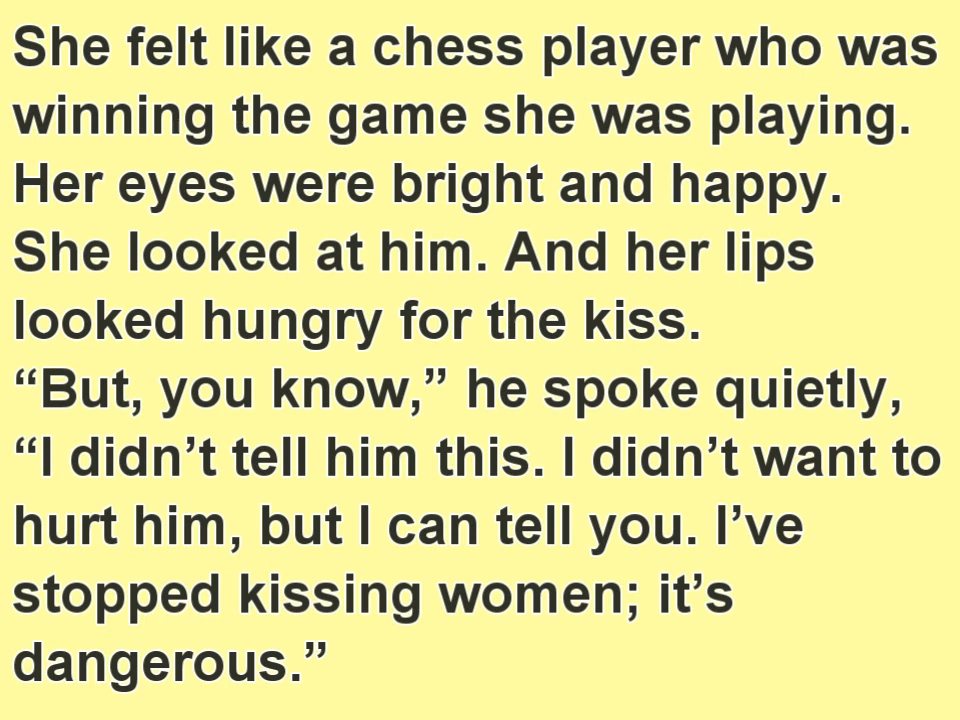 She felt like a chess player who was
winning the game she was playing.
Her eyes were bright and happy.
She looked at him. And her lips
looked hungry for the kiss.
“But, you know,” he spoke quietly,
“I didn’t tell him this. I didn’t want to
hurt him, but I can tell you. I’ve
stopped kissing women; it’s
dangerous.”